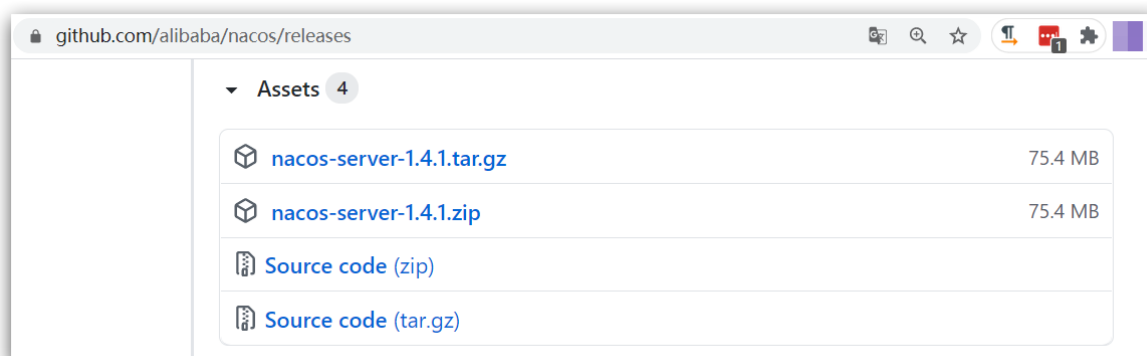 github.com/alibaba/nacos/releases
1
Assets 4
nacos-server-1.4.1.tar.gz 75.4 MB
nacos-server-1.4.1.zip 75.4 MB
Source code (zip)
Source code (tar.gz)